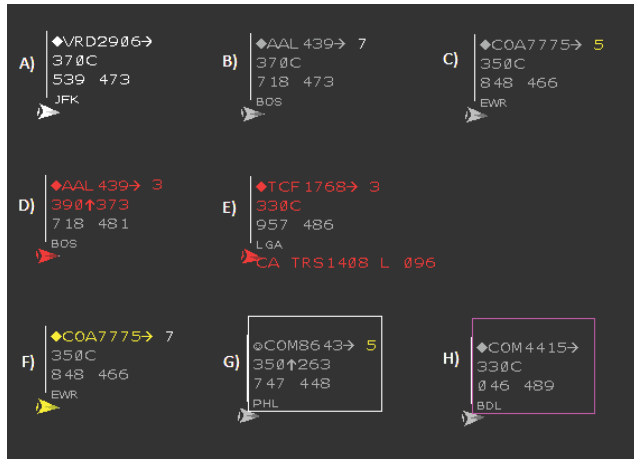 A) ◆VRD2906→
370C
539 473
JFK
B) ◆AAL 439→ 7
370C
718 473
BOS
C) ◆COA7775→ 5
350C
848 466
EWR
D) ◆AAL 439→ 3
390↑373
718 481
BOS
E) ◆TCF1768→ 3
330C
957 486
LGA
CA TRS1408 L 096
F) ◆COA7775→ 7
350C
848 466
EWR
G) ⌾COM8643→ 5
350↑263
747 448
PHL
H) ◆COM4415→
330C
046 489
BDL